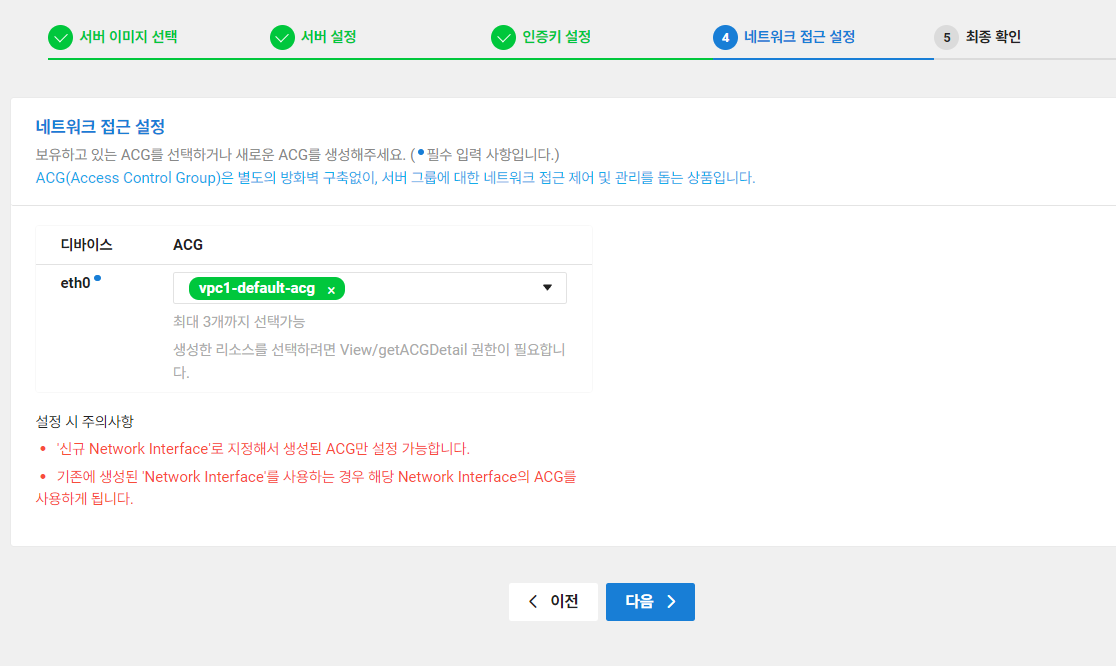 서버 이미지 선택
서버 설정
인증키 설정
4 네트워크 접근 설정
5 최종 확인
네트워크 접근 설정
보유하고 있는 ACG를 선택하거나 새로운 ACG를 생성해주세요. (•필수 입력 사항입니다.)
ACG(Access Control Group)은 별도의 방화벽 구축없이, 서버 그룹에 대한 네트워크 접근 제어 및 관리를 돕는 상품입니다.
디바이스 ACG
eth0 •
vpc1-default-acg ×
최대 3개까지 선택가능
생성한 리소스를 선택하려면 View/getACGDetail 권한이 필요합니
다.
설정 시 주의사항
• '신규 Network Interface'로 지정해서 생성된 ACG만 설정 가능합니다.
• 기존에 생성된 'Network Interface'를 사용하는 경우 해당 Network Interface의 ACG를
사용하게 됩니다.
이전
다음